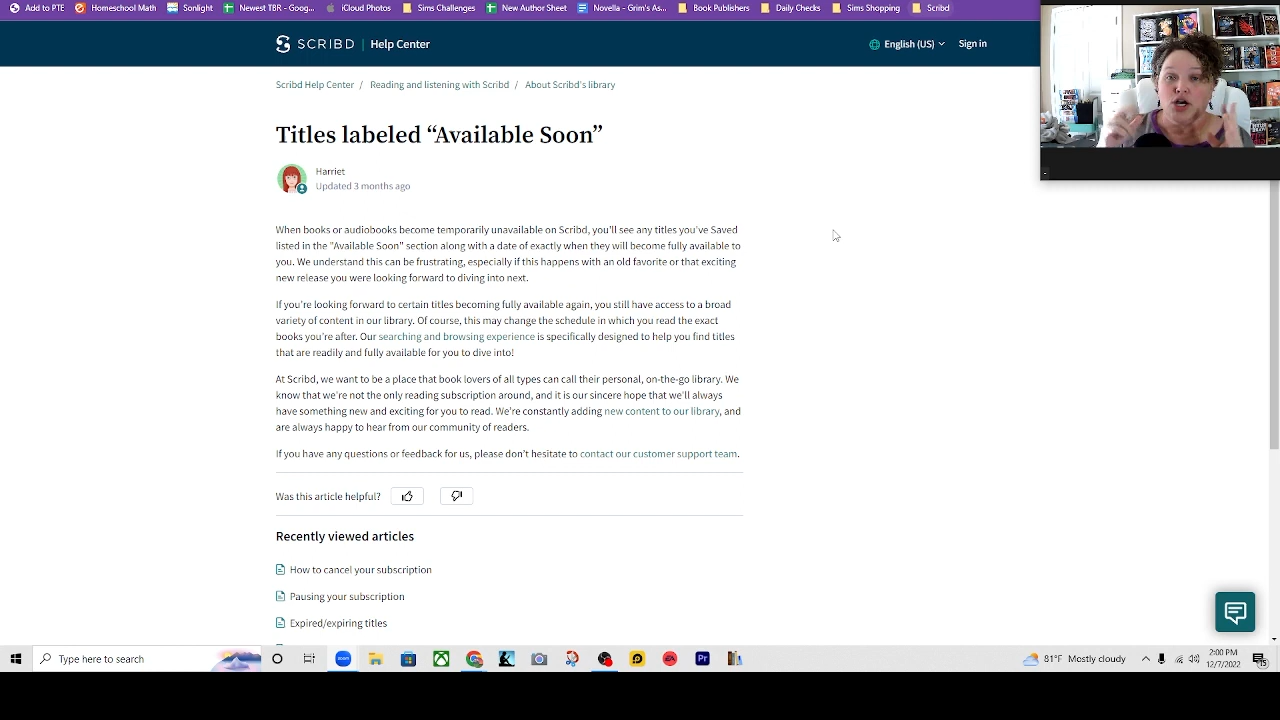 Add to PTE
Homeschool Math
Sonlight
Newest TBR - Goog...
iCloud Photos
Sims Challenges
New Author Sheet
Novella - Grim's As...
Book Publishers
Daily Checks
Sims Shopping
Scribd
SCRIBD | Help Center
English (US)
Sign in
Scribd Help Center / Reading and listening with Scribd / About Scribd's library
Titles labeled “Available Soon”
Harriet
Updated 3 months ago
When books or audiobooks become temporarily unavailable on Scribd, you'll see any titles you've Saved
listed in the "Available Soon" section along with a date of exactly when they will become fully available to
you. We understand this can be frustrating, especially if this happens with an old favorite or that exciting
new release you were looking forward to diving into next.
If you're looking forward to certain titles becoming fully available again, you still have access to a broad
variety of content in our library. Of course, this may change the schedule in which you read the exact
books you're after. Our searching and browsing experience is specifically designed to help you find titles
that are readily and fully available for you to dive into!
At Scribd, we want to be a place that book lovers of all types can call their personal, on-the-go library. We
know that we're not the only reading subscription around, and it is our sincere hope that we'll always
have something new and exciting for you to read. We're constantly adding new content to our library, and
are always happy to hear from our community of readers.
If you have any questions or feedback for us, please don't hesitate to contact our customer support team.
Was this article helpful?
Recently viewed articles
How to cancel your subscription
Pausing your subscription
Expired/expiring titles
Type here to search
zoom
Pr
81°F Mostly cloudy
2:00 PM
12/7/2022